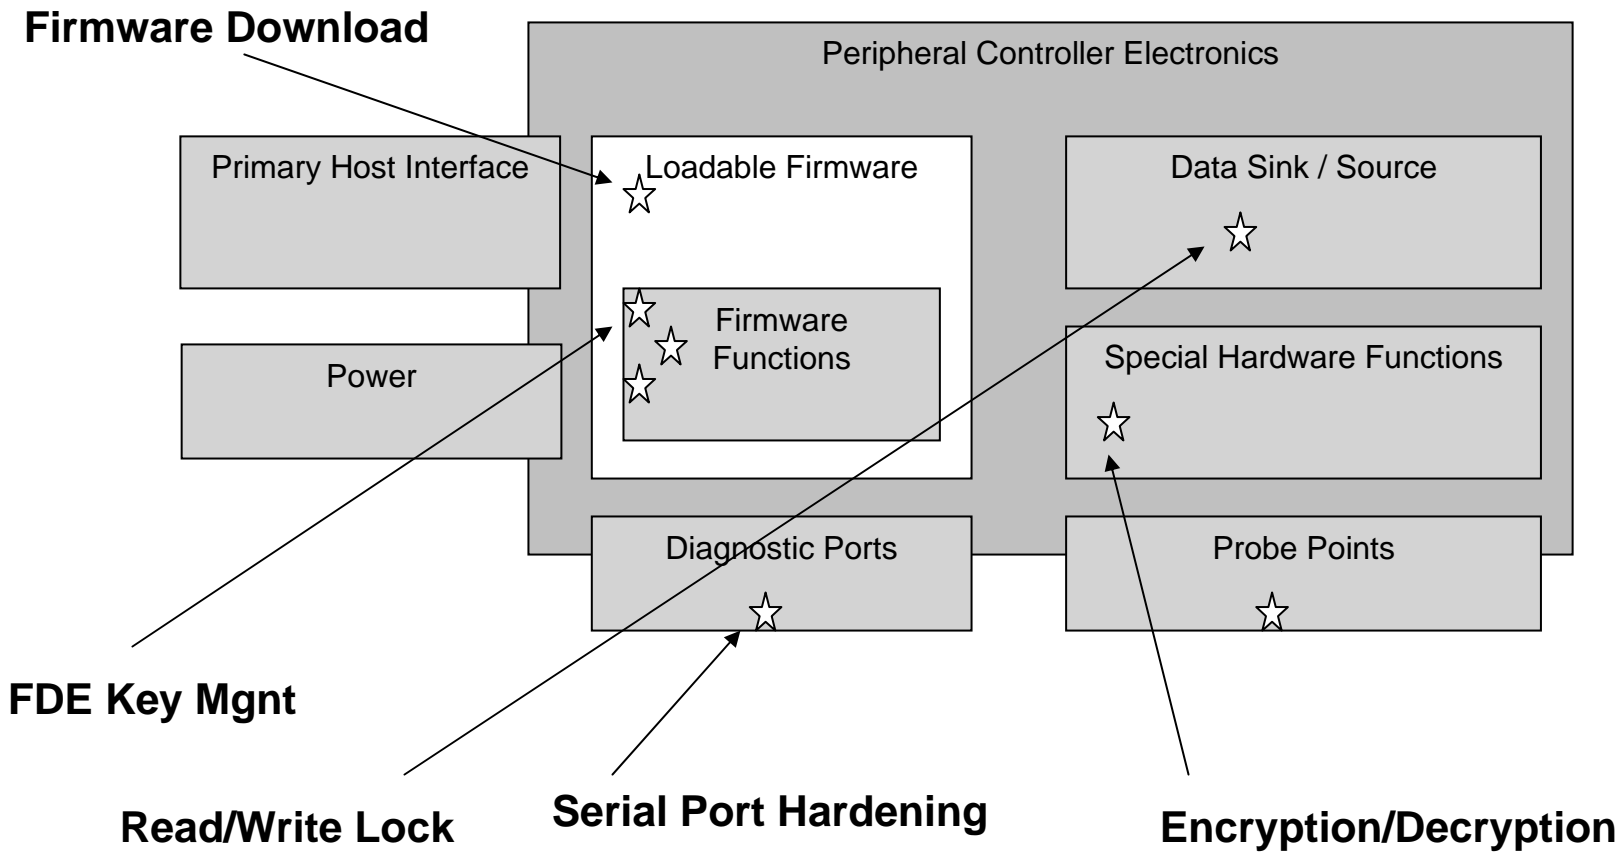 Firmware Download
Peripheral Controller Electronics
Primary Host Interface
Loadable Firmware
Data Sink / Source
Firmware
Functions
Power
Special Hardware Functions
Diagnostic Ports
Probe Points
FDE Key Mgnt
Read/Write Lock
Serial Port Hardening
Encryption/Decryption